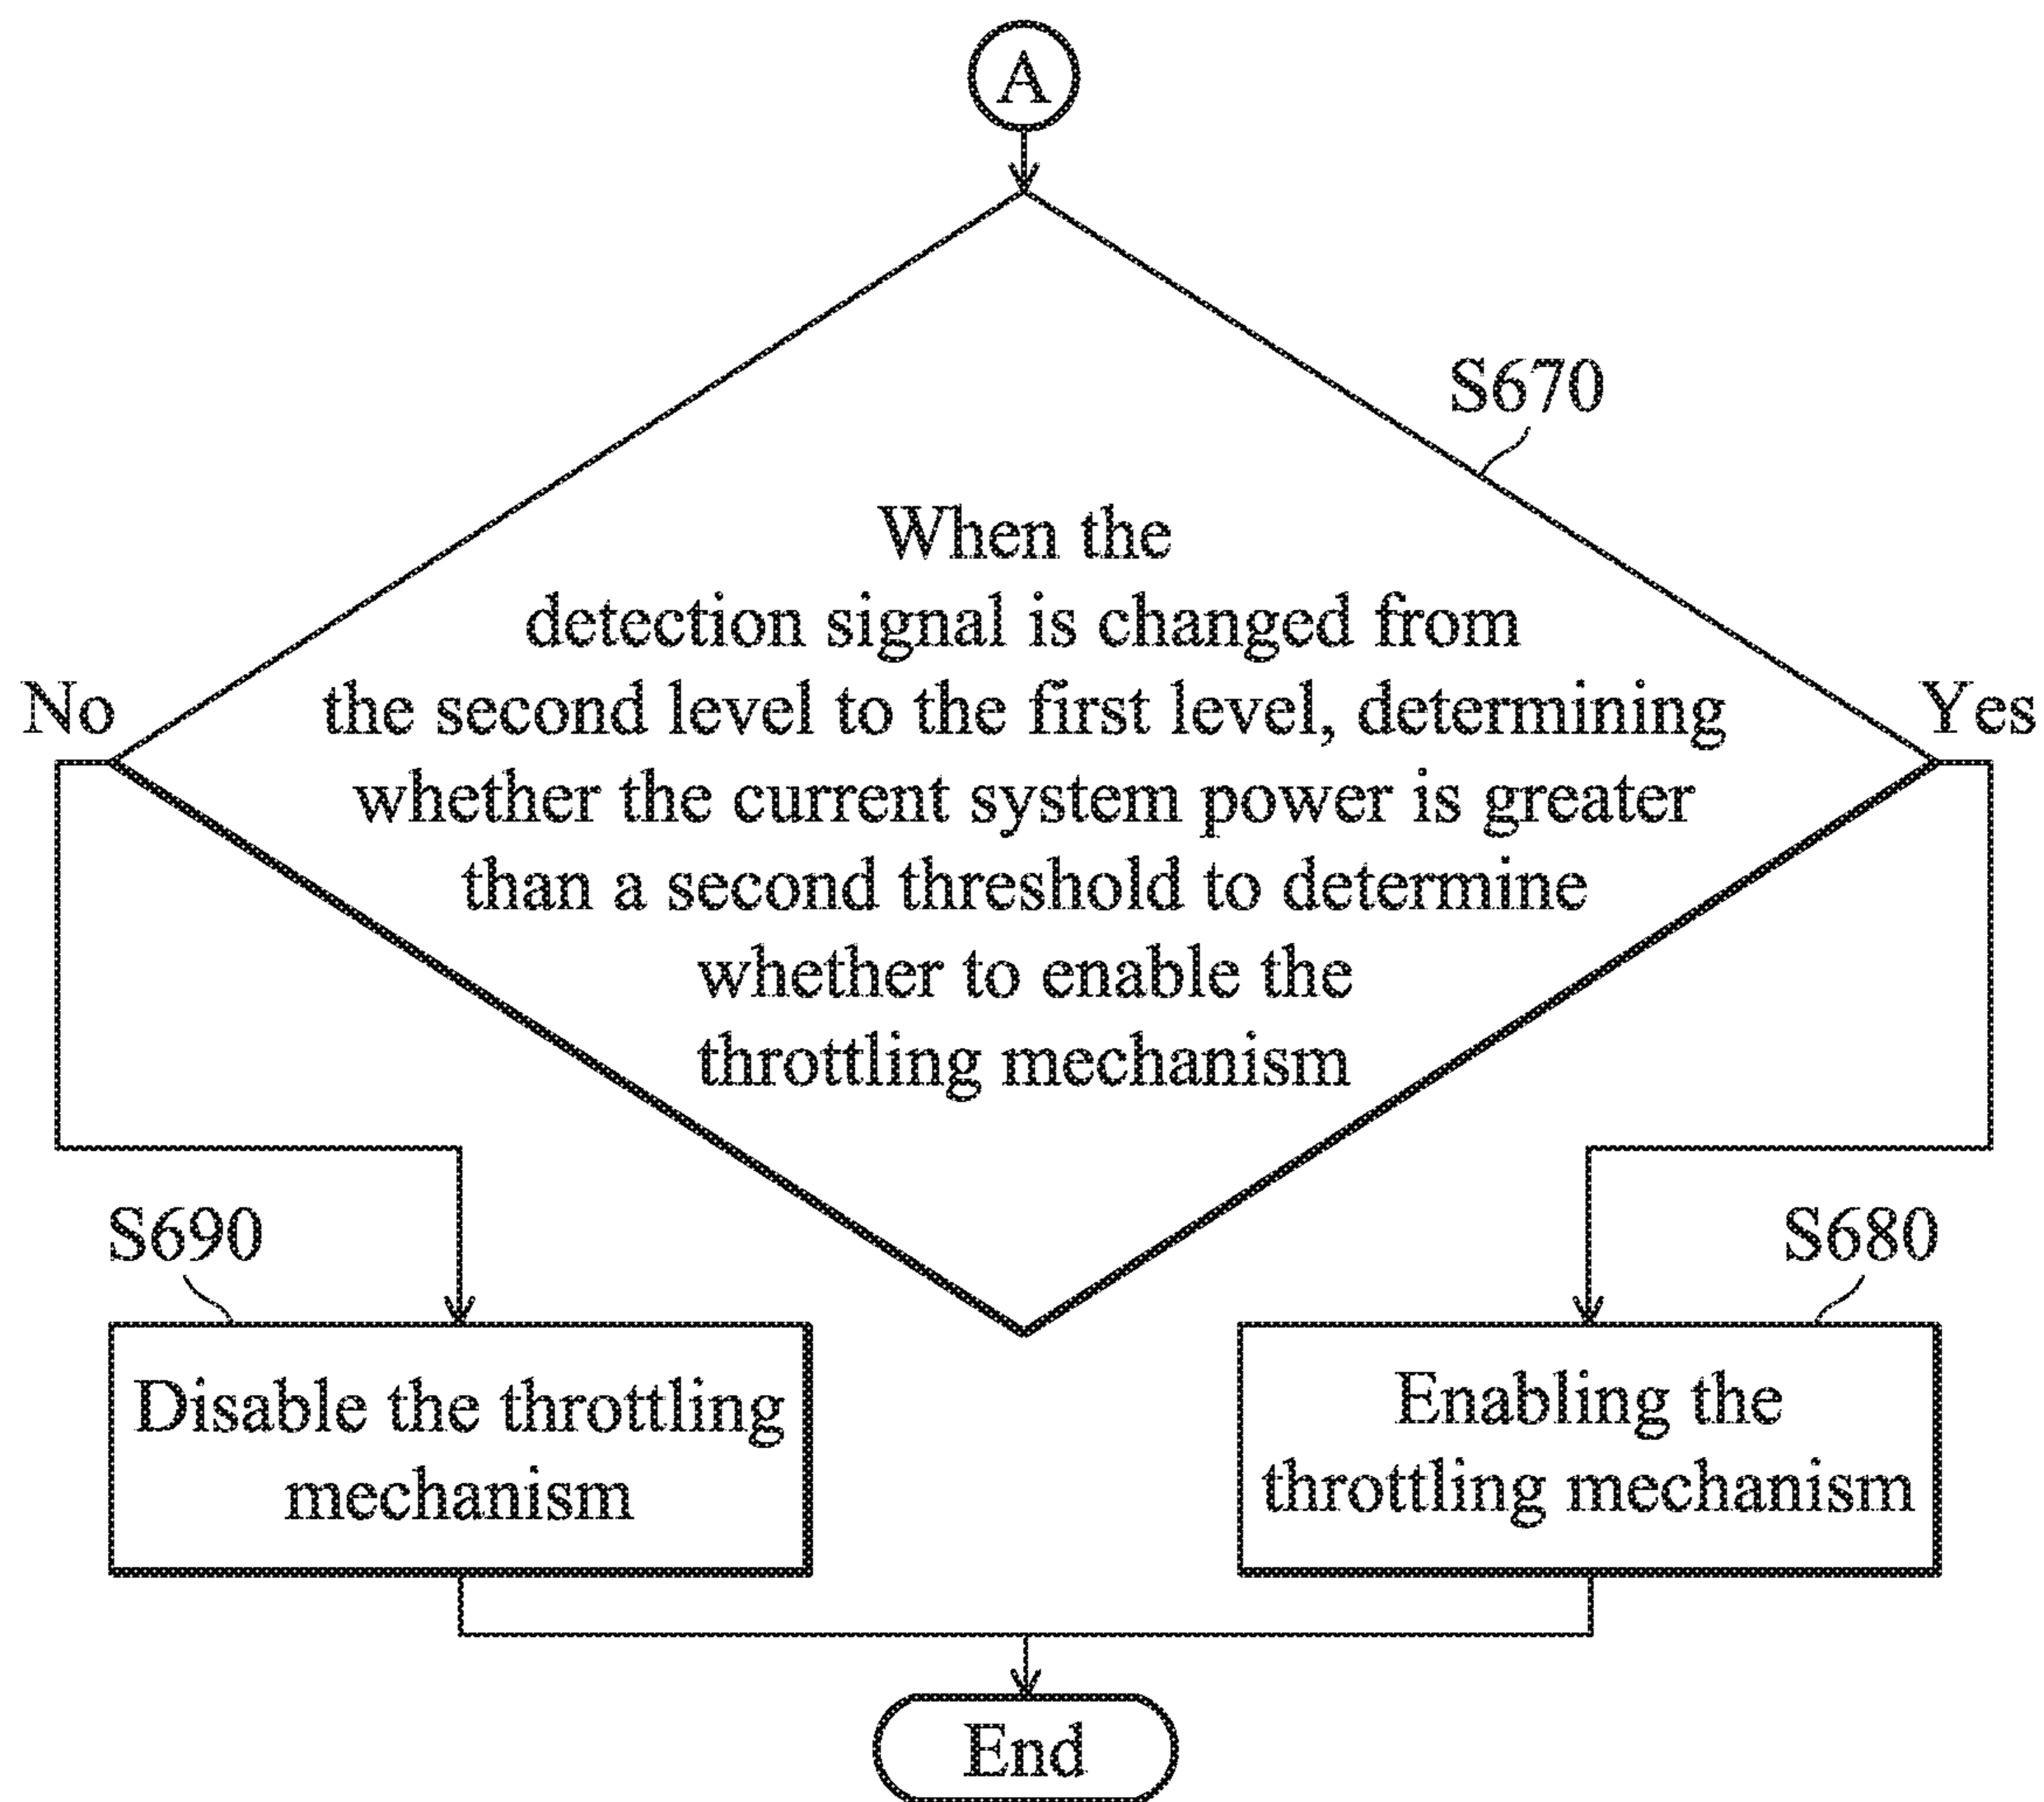 A
S670
When the
detection signal is changed from
the second level to the first level, determining
whether the current system power is greater
than a second threshold to determine
whether to enable the
throttling mechanism
No
Yes
S690
Disable the throttling
mechanism
S680
Enabling the
throttling mechanism
End